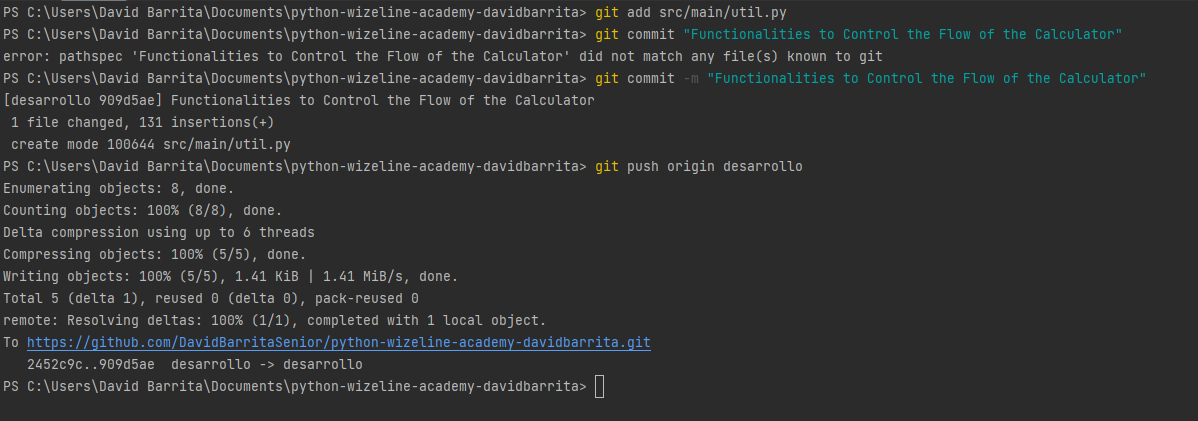 PS C:\Users\David Barrita\Documents\python-wizeline-academy-davidbarrita> git add src/main/util.py
PS C:\Users\David Barrita\Documents\python-wizeline-academy-davidbarrita> git commit "Functionalities to Control the Flow of the Calculator"
error: pathspec 'Functionalities to Control the Flow of the Calculator' did not match any file(s) known to git
PS C:\Users\David Barrita\Documents\python-wizeline-academy-davidbarrita> git commit -m "Functionalities to Control the Flow of the Calculator"
[desarrollo 909d5ae] Functionalities to Control the Flow of the Calculator
 1 file changed, 131 insertions(+)
 create mode 100644 src/main/util.py
PS C:\Users\David Barrita\Documents\python-wizeline-academy-davidbarrita> git push origin desarrollo
Enumerating objects: 8, done.
Counting objects: 100% (8/8), done.
Delta compression using up to 6 threads
Compressing objects: 100% (5/5), done.
Writing objects: 100% (5/5), 1.41 KiB | 1.41 MiB/s, done.
Total 5 (delta 1), reused 0 (delta 0), pack-reused 0
remote: Resolving deltas: 100% (1/1), completed with 1 local object.
To https://github.com/DavidBarritaSenior/python-wizeline-academy-davidbarrita.git
   2452c9c..909d5ae  desarrollo -> desarrollo
PS C:\Users\David Barrita\Documents\python-wizeline-academy-davidbarrita>